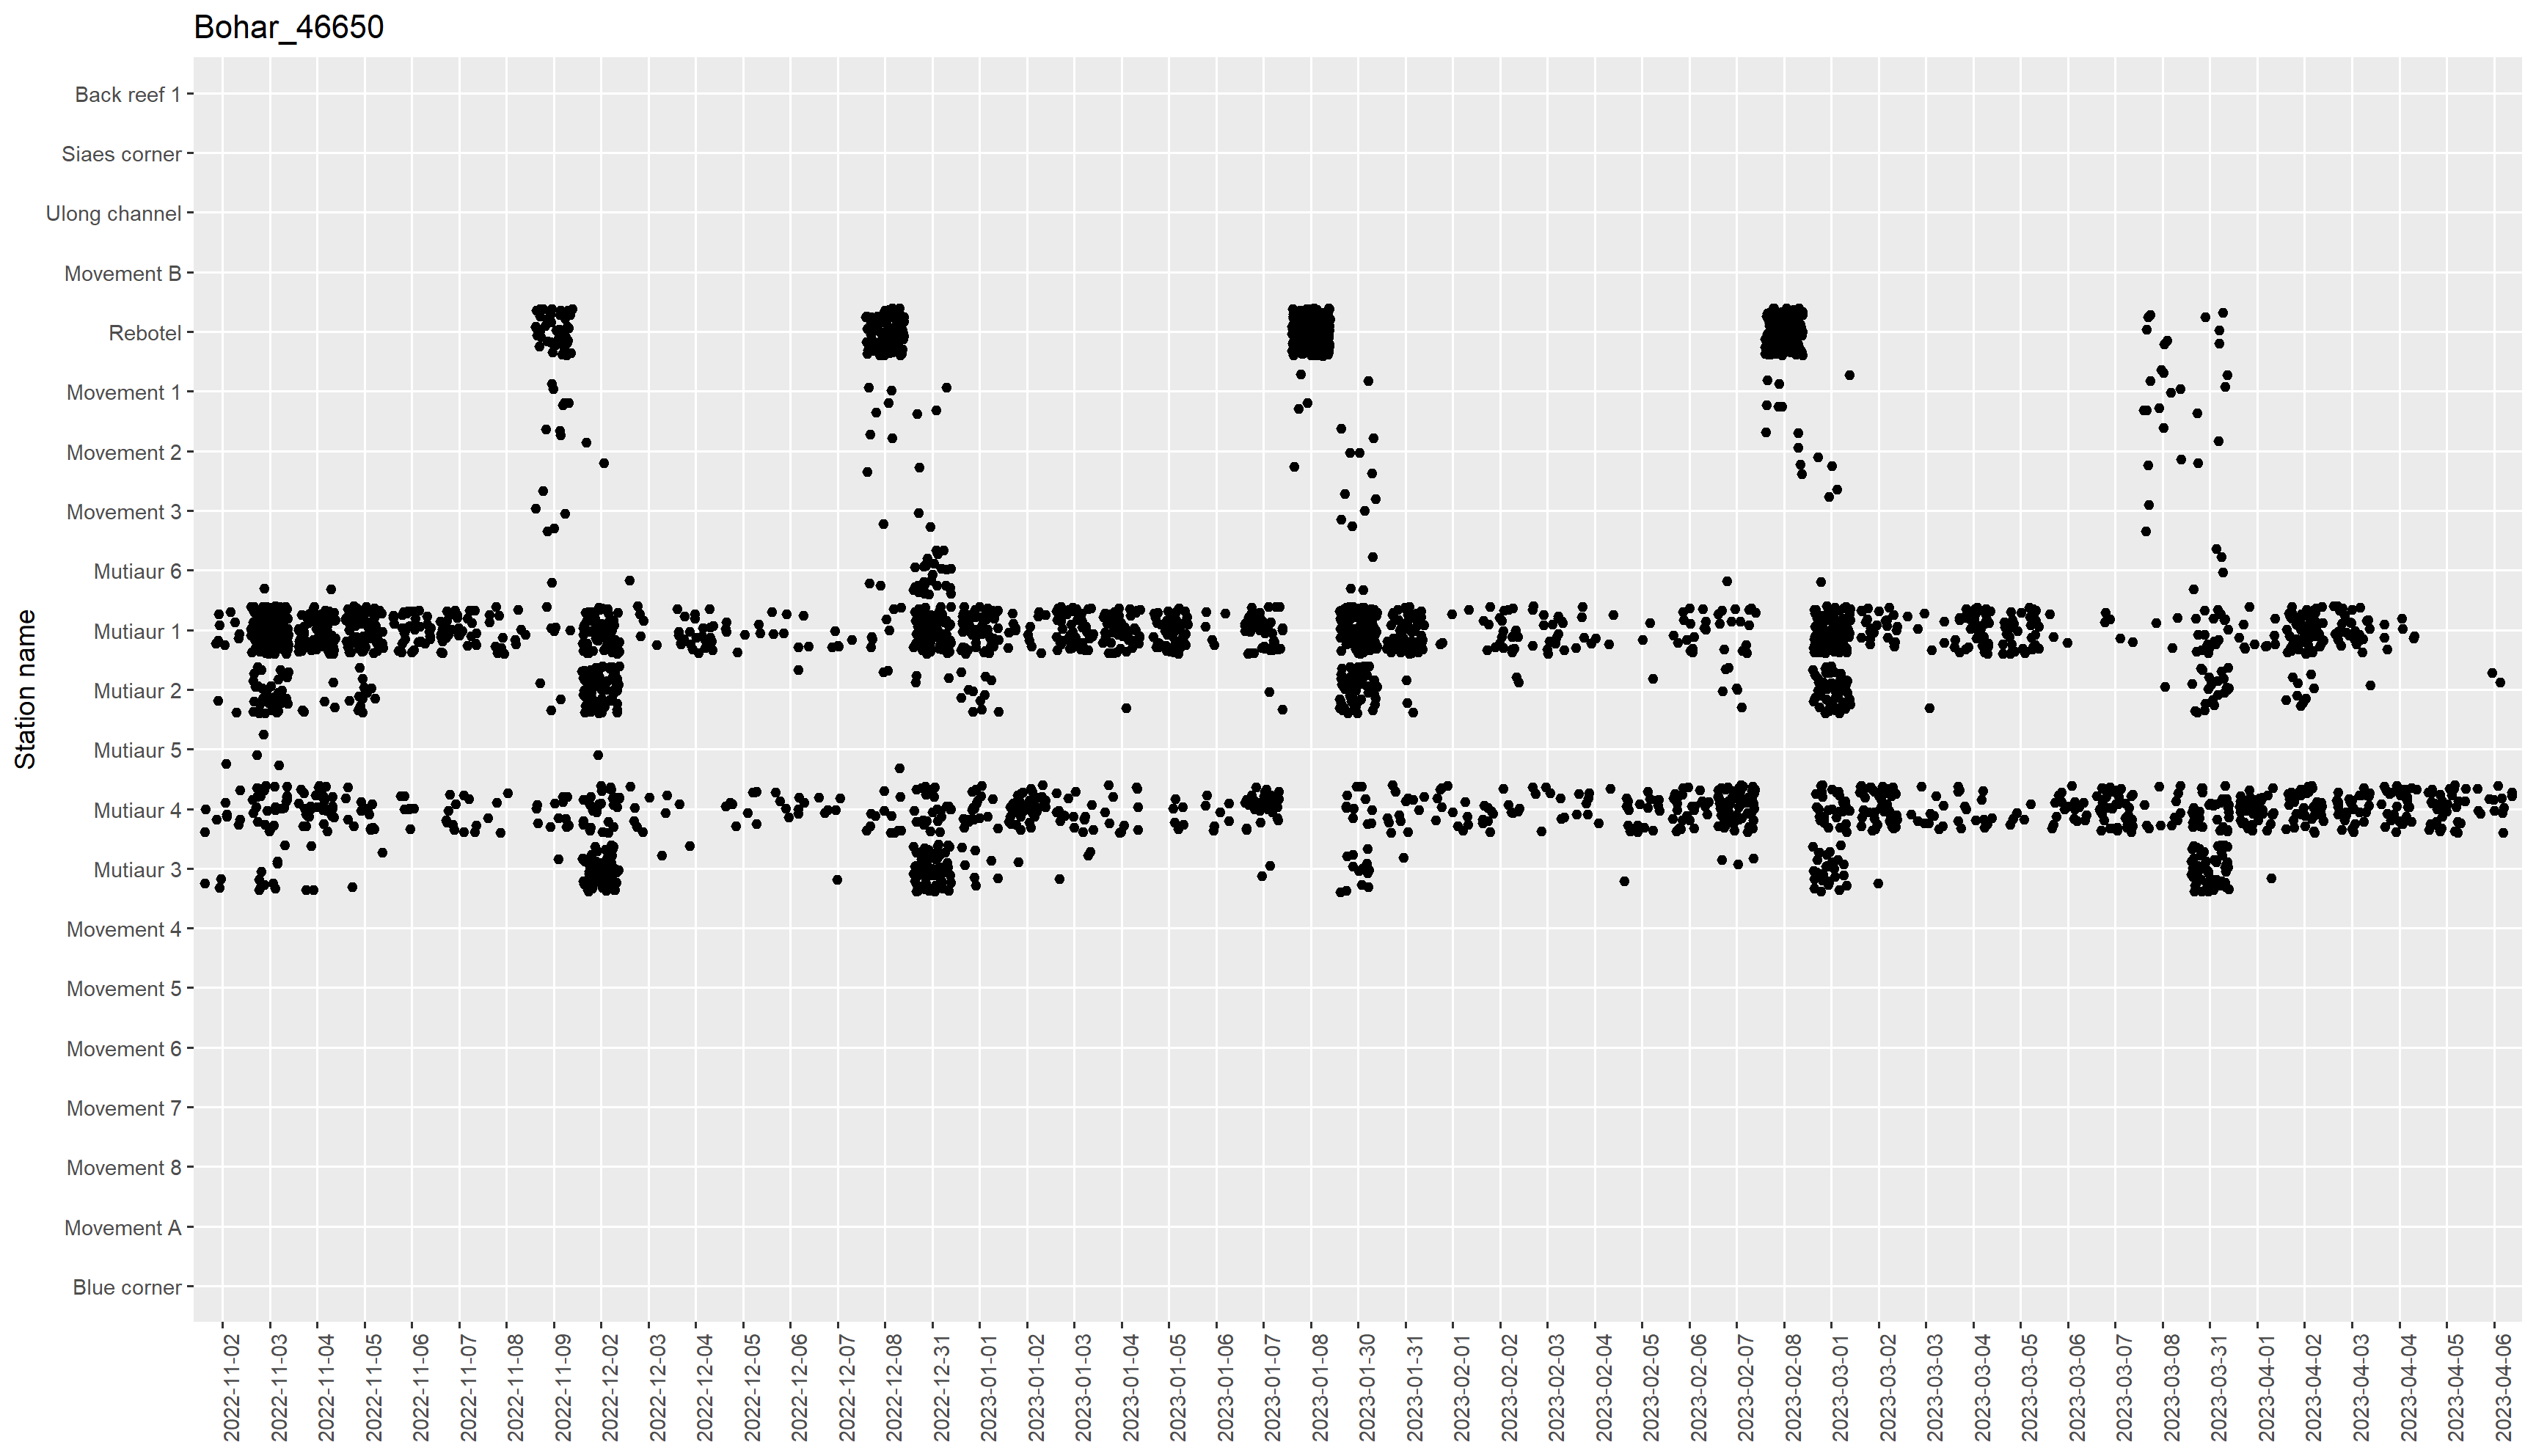 Bohar_46650
Station name
Back reef 1
Siaes corner
Ulong channel
Movement B
Rebotel
Movement 1
Movement 2
Movement 3
Mutiaur 6
Mutiaur 1
Mutiaur 2
Mutiaur 5
Mutiaur 4
Mutiaur 3
Movement 4
Movement 5
Movement 6
Movement 7
Movement 8
Movement A
Blue corner
2022-11-02
2022-11-03
2022-11-04
2022-11-05
2022-11-06
2022-11-07
2022-11-08
2022-11-09
2022-12-02
2022-12-03
2022-12-04
2022-12-05
2022-12-06
2022-12-07
2022-12-08
2022-12-31
2023-01-01
2023-01-02
2023-01-03
2023-01-04
2023-01-05
2023-01-06
2023-01-07
2023-01-08
2023-01-30
2023-01-31
2023-02-01
2023-02-02
2023-02-03
2023-02-04
2023-02-05
2023-02-06
2023-02-07
2023-02-08
2023-03-01
2023-03-02
2023-03-03
2023-03-04
2023-03-05
2023-03-06
2023-03-07
2023-03-08
2023-03-31
2023-04-01
2023-04-02
2023-04-03
2023-04-04
2023-04-05
2023-04-06